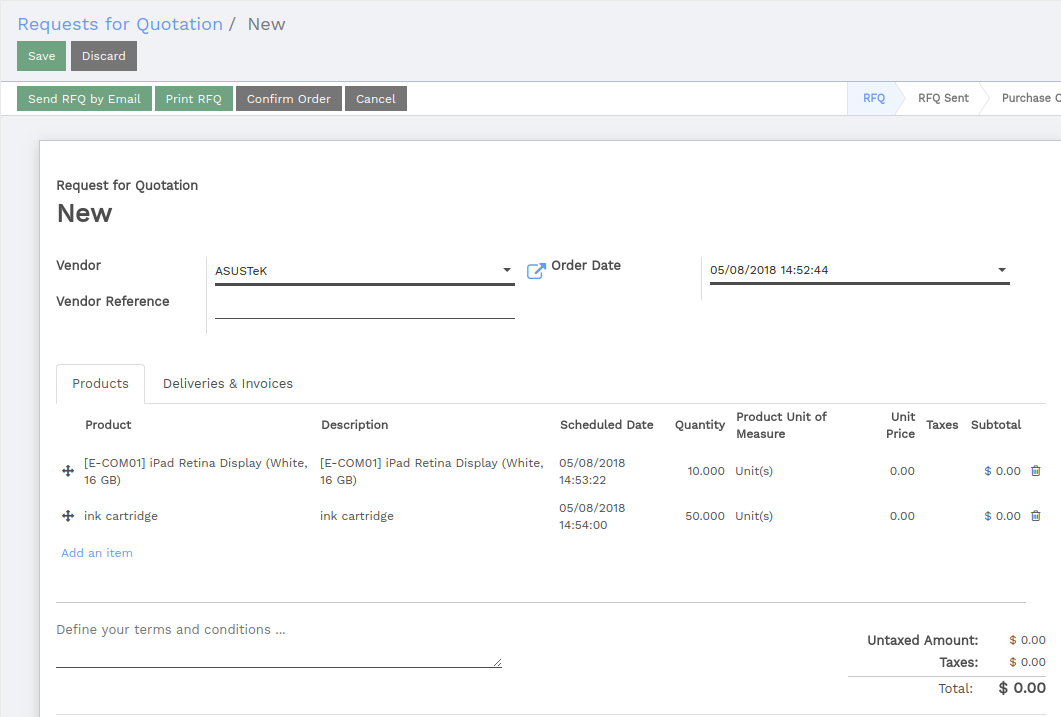 Requests for Quotation / New
Save Discard
Send RFQ by Email Print RFQ Confirm Order Cancel RFQ RFQ Sent Purchase
Request for Quotation
New
Vendor ASUSTeK Order Date 05/08/2018 14:52:44
Vendor Reference
Products Deliveries & Invoices
Product Description Scheduled Date Quantity Product Unit of Measure Unit Price Taxes Subtotal
[E-COM01] iPad Retina Display (White, [E-COM01] iPad Retina Display (White, 05/08/2018 10.000 Unit(s) 0.00 $ 0.00
16 GB) 16 GB) 14:53:22
ink cartridge ink cartridge 05/08/2018 50.000 Unit(s) 0.00 $ 0.00
14:54:00
Add an item
Define your terms and conditions ...
Untaxed Amount: $ 0.00
Taxes: $ 0.00
Total: $ 0.00